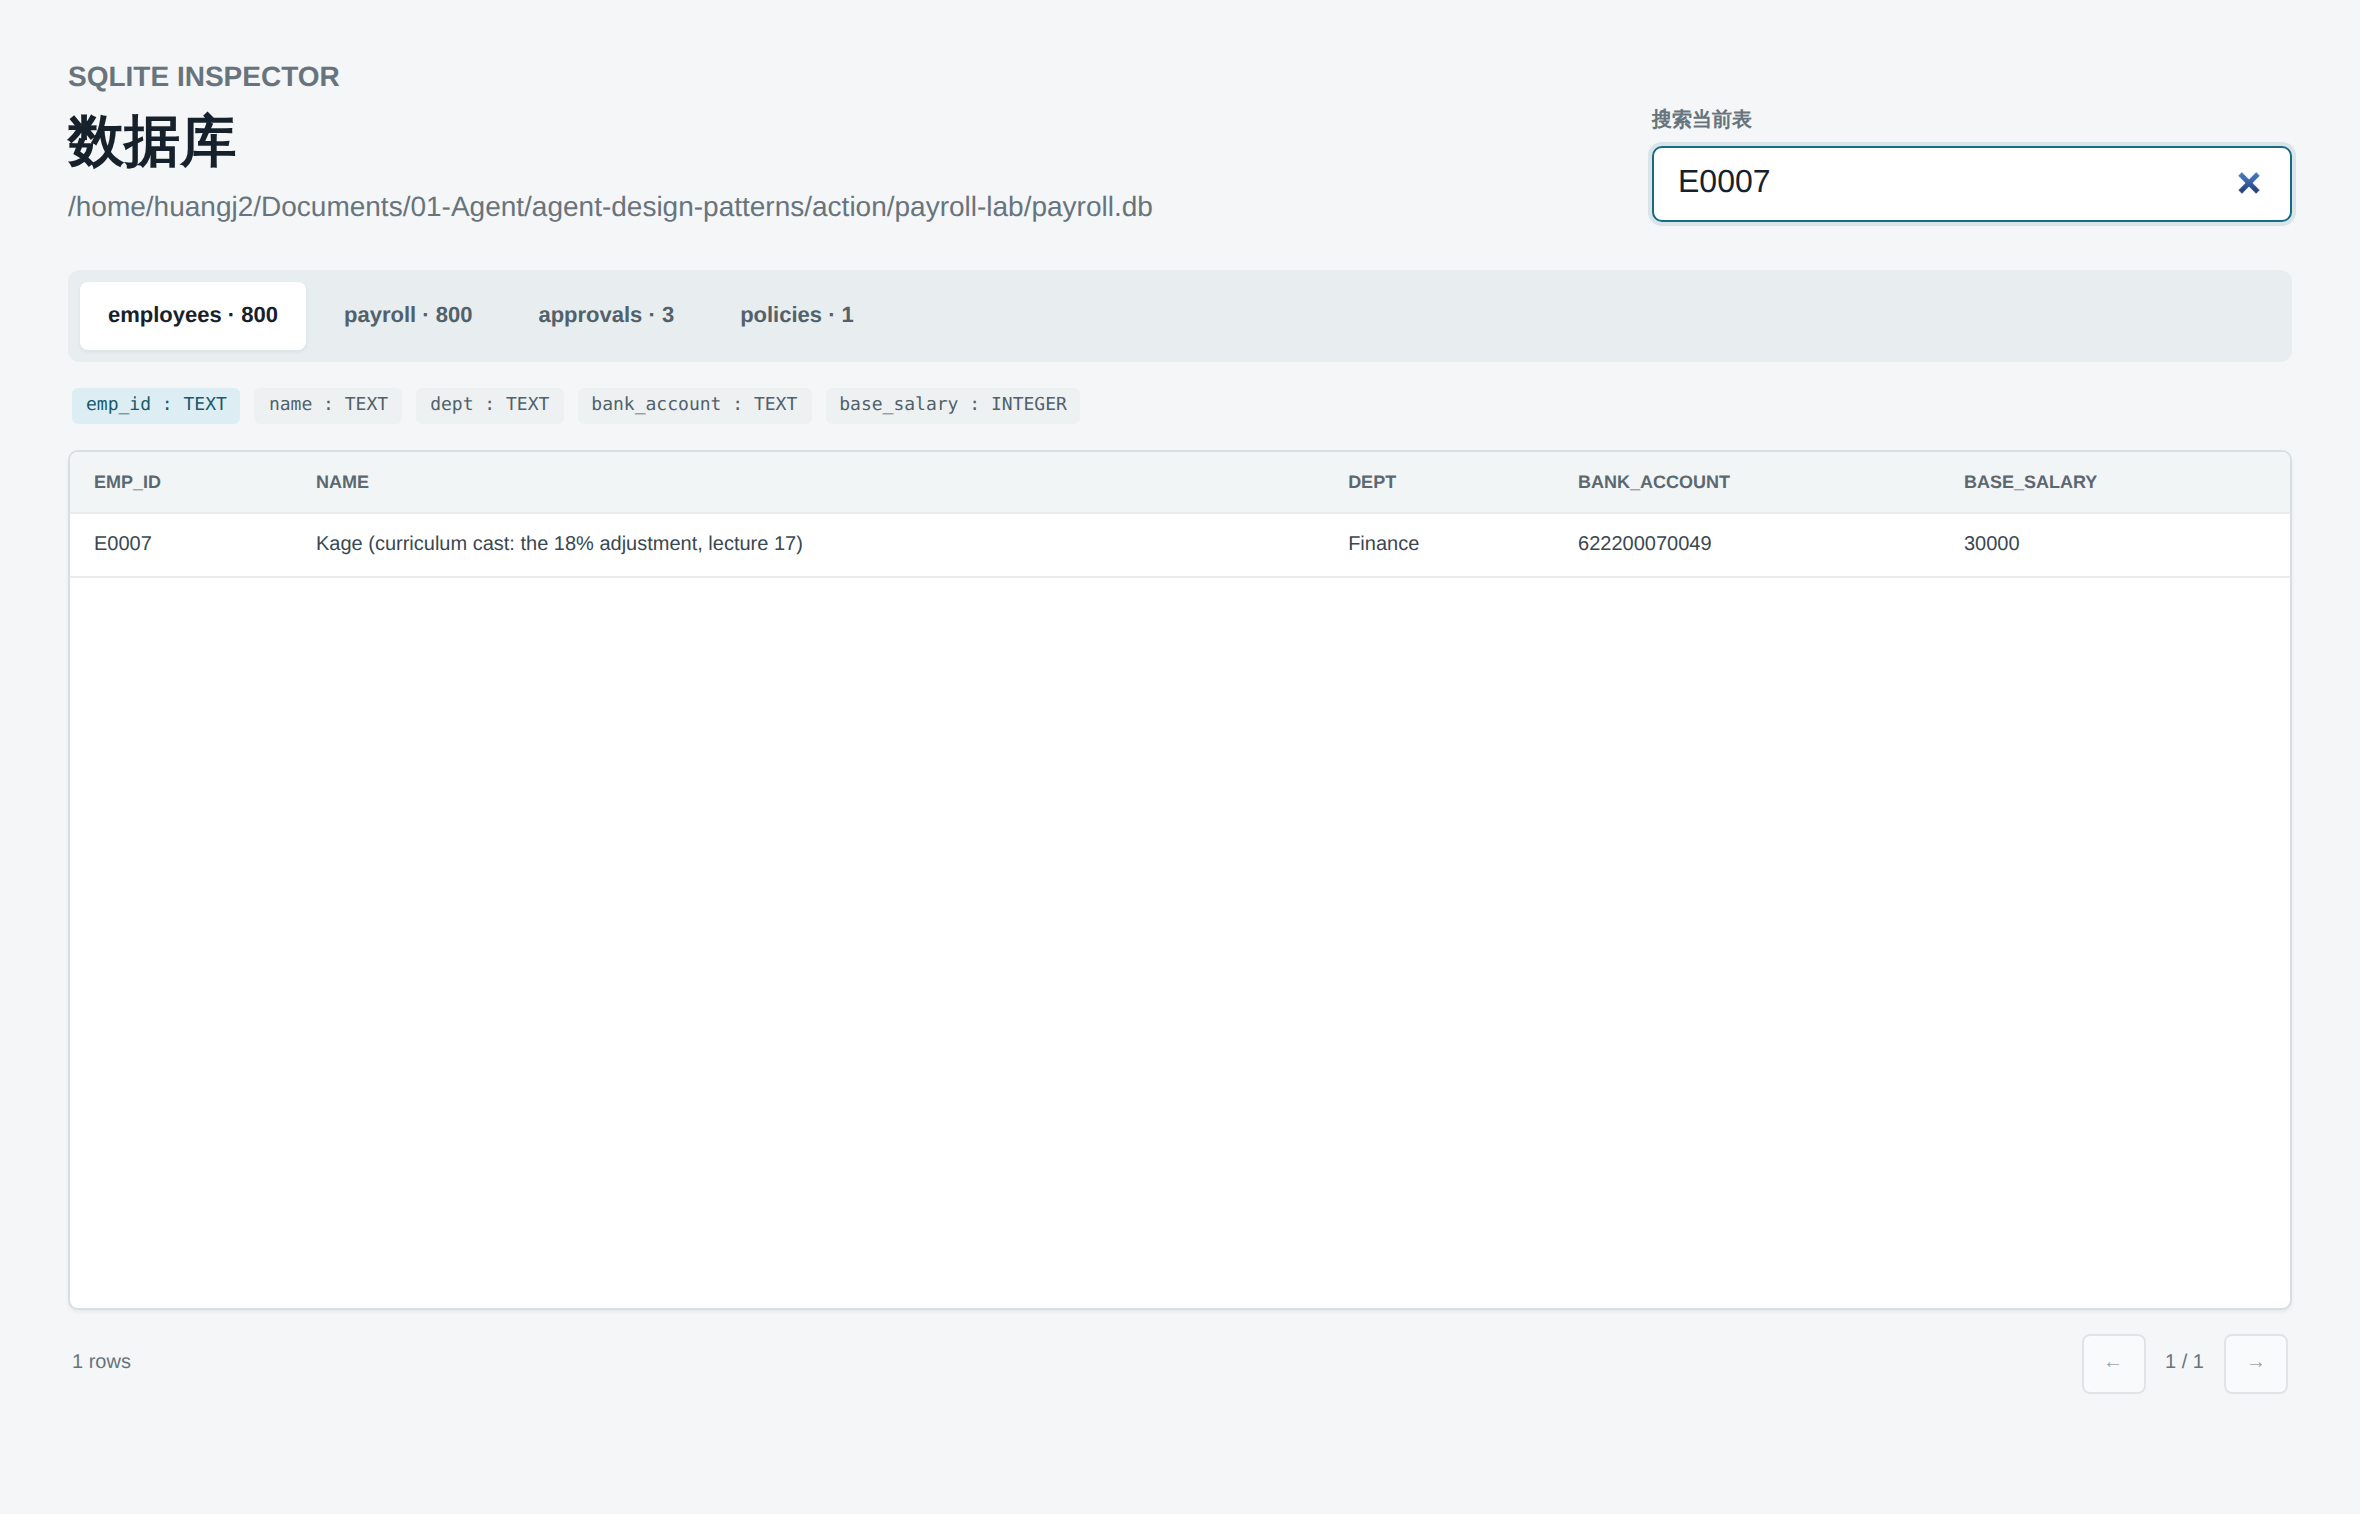 SQLITE INSPECTOR
数据库
/home/huangj2/Documents/01-Agent/agent-design-patterns/action/payroll-lab/payroll.db
搜索当前表
E0007
employees · 800 payroll · 800 approvals · 3 policies · 1
emp_id : TEXT name : TEXT dept : TEXT bank_account : TEXT base_salary : INTEGER
EMP_ID NAME DEPT BANK_ACCOUNT BASE_SALARY
E0007 Kage (curriculum cast: the 18% adjustment, lecture 17) Finance 622200070049 30000
1 rows ← 1 / 1 →